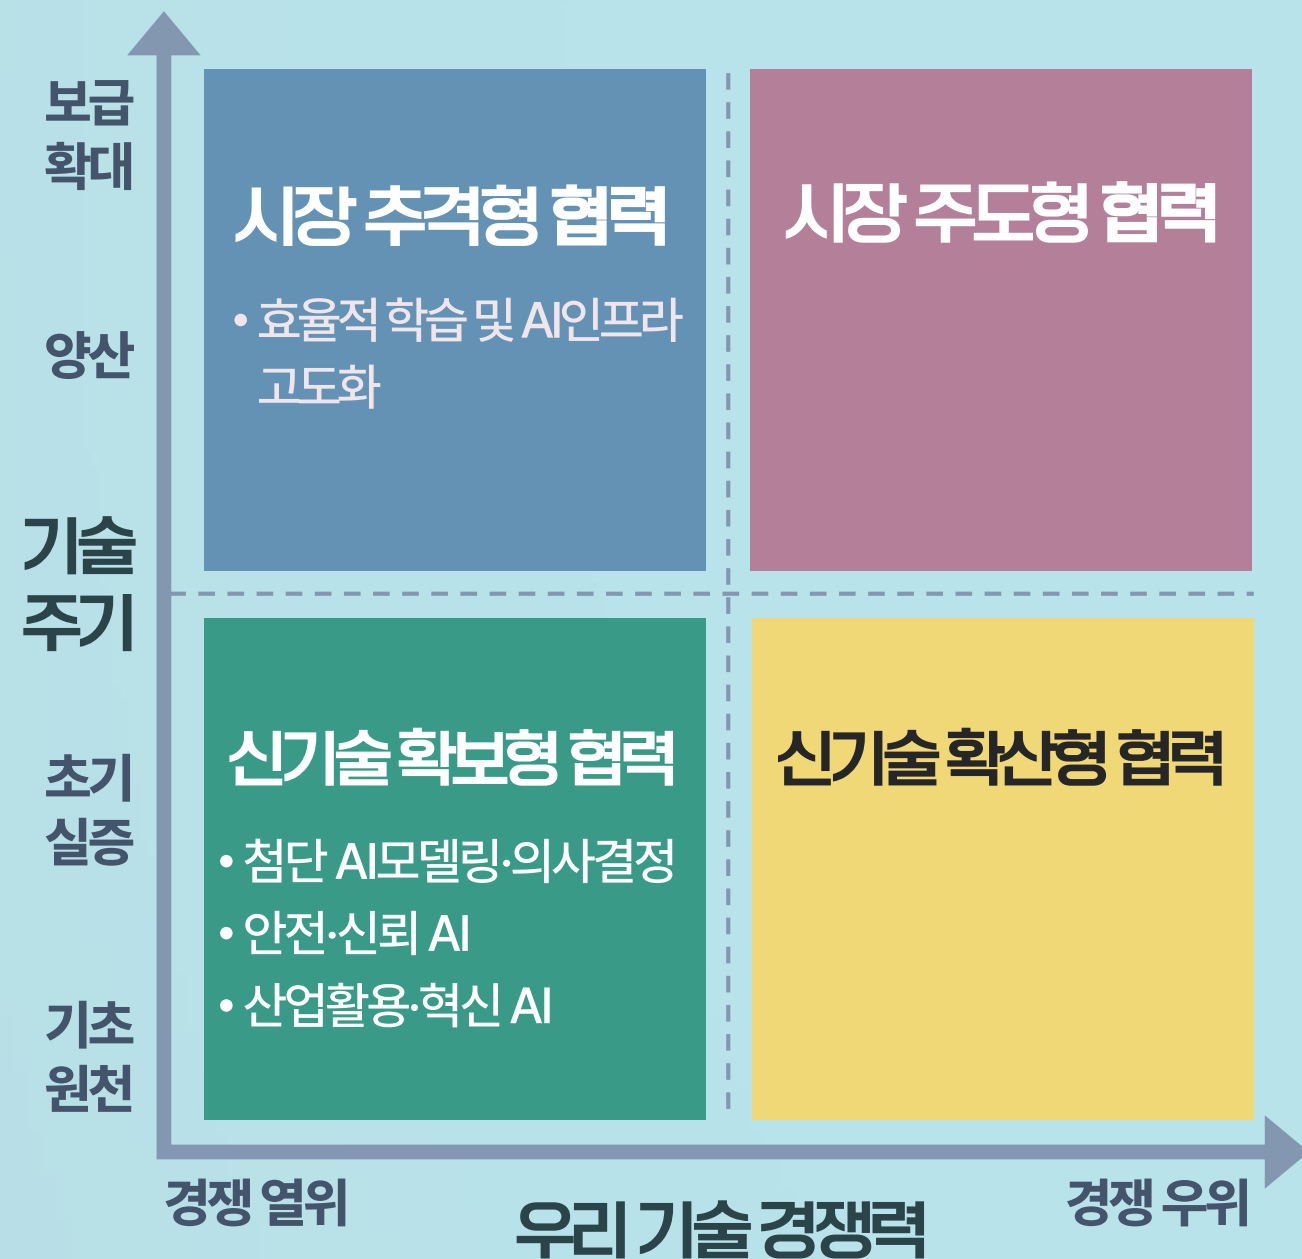 보급
확대
양산
기술
주기
초기
실증
기초
원천
시장 추격형 협력
• 효율적 학습 및 AI인프라
고도화
시장 주도형 협력
신기술 확보형 협력
• 첨단 AI모델링·의사결정
• 안전·신뢰 AI
• 산업활용·혁신 AI
신기술 확산형 협력
경쟁 열위
우리 기술 경쟁력
경쟁 우위